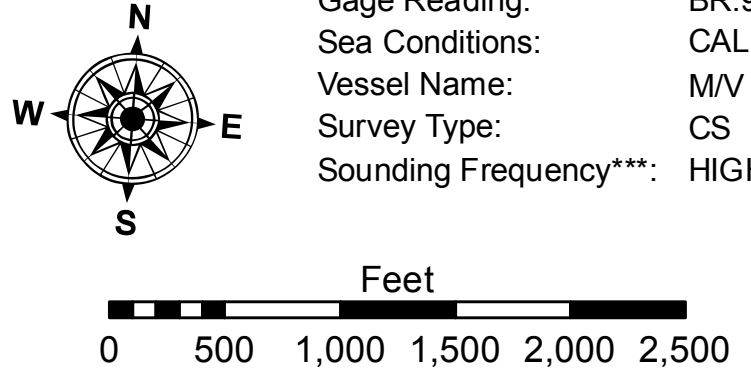 N
W E
S
Gage Reading:
Sea Conditions:
Vessel Name: M/V
Survey Type: CS
Sounding Frequency***:
Feet
0 500 1,000 1,500 2,000 2,500